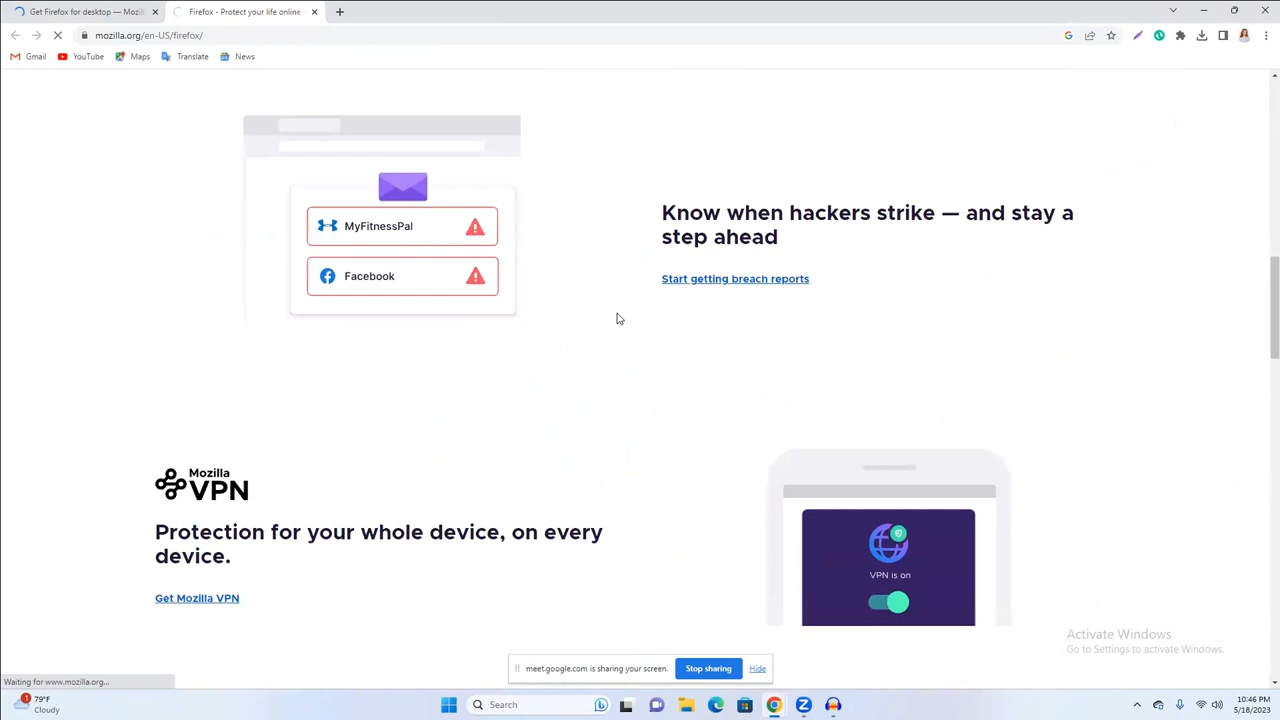 Get Firefox for desktop — Mozill
Firefox - Protect your life online
mozilla.org/en-US/firefox/
Gmail
YouTube
Maps
Translate
News
MyFitnessPal
Facebook
Know when hackers strike — and stay a
step ahead
Start getting breach reports
Mozilla
VPN
Protection for your whole device, on every
device.
Get Mozilla VPN
VPN is on
Activate Windows
Go to Settings to activate Windows.
meet.google.com is sharing your screen.
Stop sharing
Hide
Waiting for www.mozilla.org...
1
79°F
Cloudy
Search
10:46 PM
5/18/2023